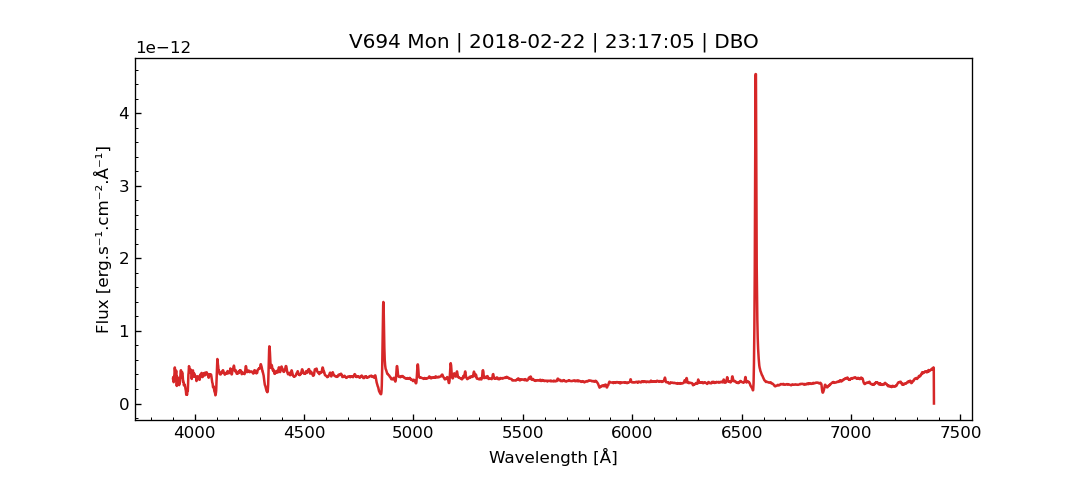 V694 Mon | 2018-02-22 | 23:17:05 | DBO
1e−12
4
3
2
1
0
Flux [erg.s⁻¹.cm⁻².Å⁻¹]
4000 4500 5000 5500 6000 6500 7000 7500
Wavelength [Å]